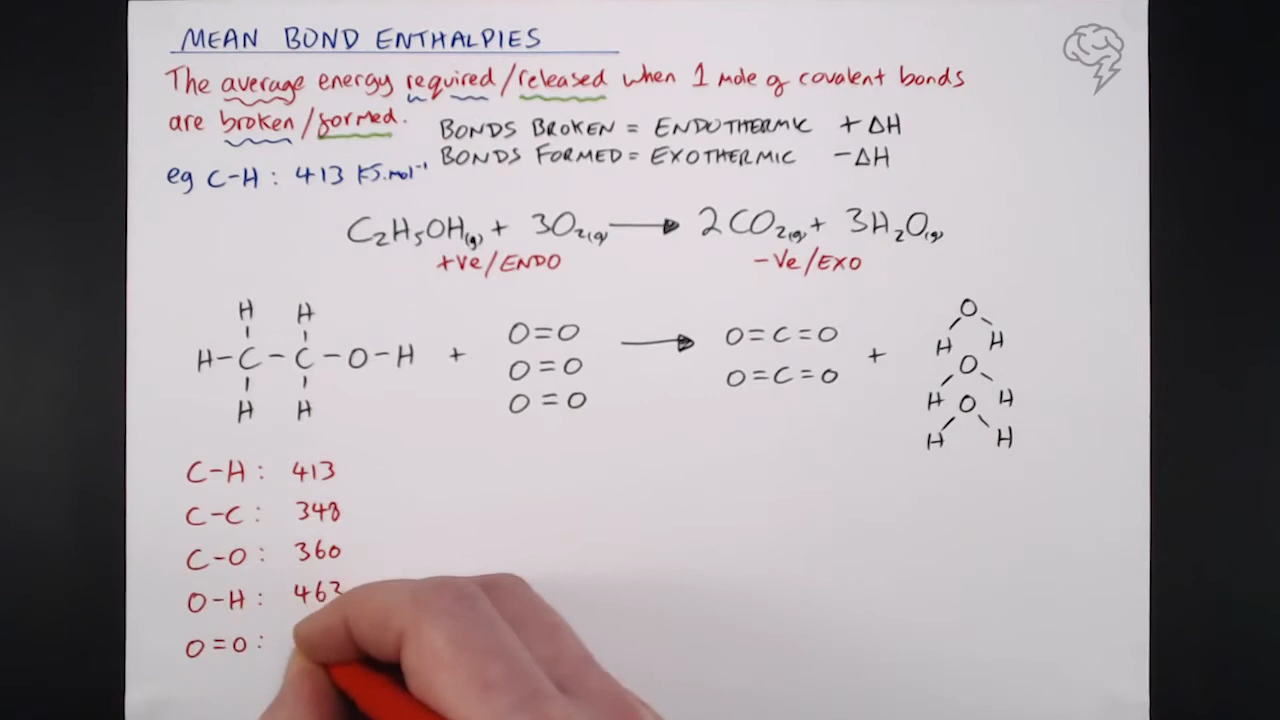 MEAN BOND ENTHALPIES
The average energy required/released when 1 mole of covalent bonds
are broken/formed.
BONDS BROKEN = ENDOTHERMIC +ΔH
BONDS FORMED = EXOTHERMIC -ΔH
eg C-H : 413 KJ.mol⁻¹
C₂H₅OH(g) + 3O₂(g) → 2CO₂(g) + 3H₂O(g)
+ve/ENDO -ve/EXO
H H O
H-C-C-O-H + O=O → O=C=O + H H
O=O O=C=O O
H H O=O H O H
H H
C-H : 413
C-C : 348
C-O : 360
O-H : 463
O=O :